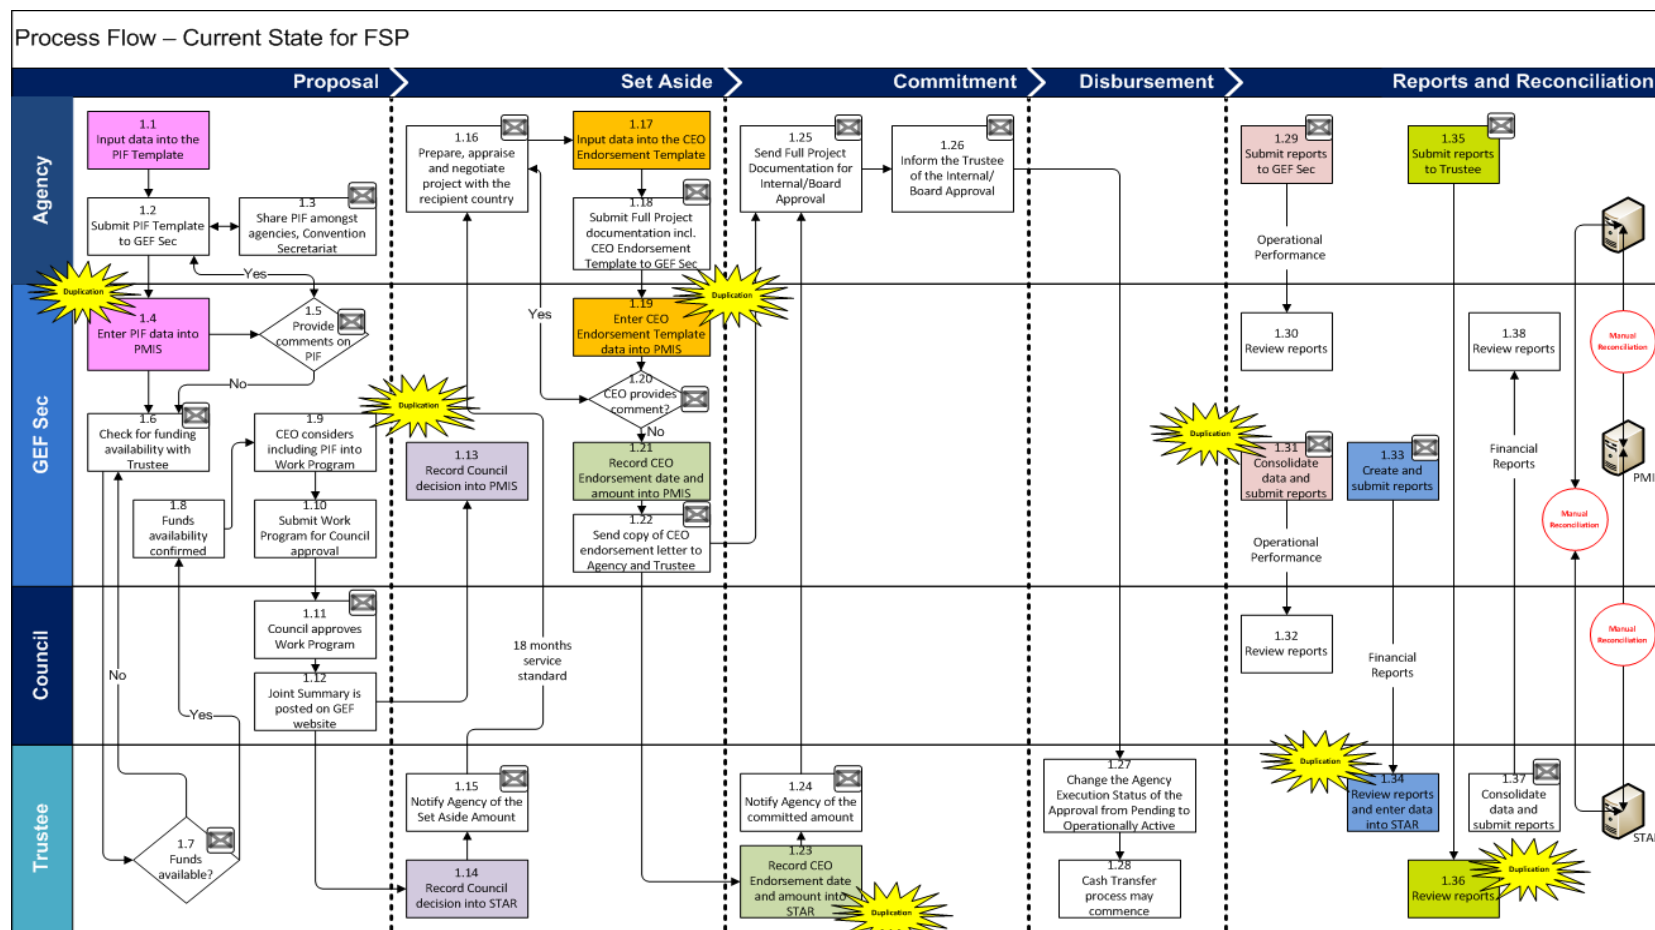 Process Flow – Current State for FSP
Proposal
Set Aside
Commitment
Disbursement
Reports and Reconciliation
Agency
1.1
Input data into the
PIF Template
1.2
Submit PIF Template
to GEF Sec
1.3
Share PIF amongst
agencies, Convention
Secretariat
Yes
1.16
Prepare, appraise
and negotiate
project with the
recipient country
1.17
Input data into the CEO
Endorsement Template
1.18
Submit Full Project
documentation incl.
CEO Endorsement
Template to GEF Sec
1.25
Send Full Project
Documentation for
Internal/Board
Approval
1.26
Inform the Trustee
of the Internal/
Board Approval
1.29
Submit reports
to GEF Sec
Operational
Performance
1.35
Submit reports
to Trustee
GEF Sec
Duplication
1.4
Enter PIF data into
PMIS
1.5
Provide
comments on
PIF
No
1.6
Check for funding
availability with
Trustee
1.8
Funds
availability
confirmed
1.9
CEO considers
including PIF into
Work Program
1.10
Submit Work
Program for Council
approval
Duplication
1.13
Record Council
decision into PMIS
Yes
Duplication
1.19
Enter CEO
Endorsement Template
data into PMIS
1.20
CEO provides
comment?
No
1.21
Record CEO
Endorsement date and
amount into PMIS
1.22
Send copy of CEO
endorsement letter to
Agency and Trustee
1.30
Review reports
Duplication
1.31
Consolidate
data and
submit reports
Operational
Performance
1.33
Create and
submit reports
1.38
Review reports
Financial
Reports
Manual
Reconciliation
PMI
Manual
Reconciliation
Council
No
Yes
1.11
Council approves
Work Program
1.12
Joint Summary is
posted on GEF
website
18 months
service
standard
1.32
Review reports
Financial
Reports
Manual
Reconciliation
Trustee
1.7
Funds
available?
1.15
Notify Agency of the
Set Aside Amount
1.14
Record Council
decision into STAR
1.24
Notify Agency of the
committed amount
1.23
Record CEO
Endorsement date
and amount into
STAR
Duplication
1.27
Change the Agency
Execution Status of the
Approval from Pending to
Operationally Active
1.28
Cash Transfer
process may
commence
Duplication
1.34
Review reports
and enter data
into STAR
1.37
Consolidate
data and
submit reports
Duplication
1.36
Review reports
STA